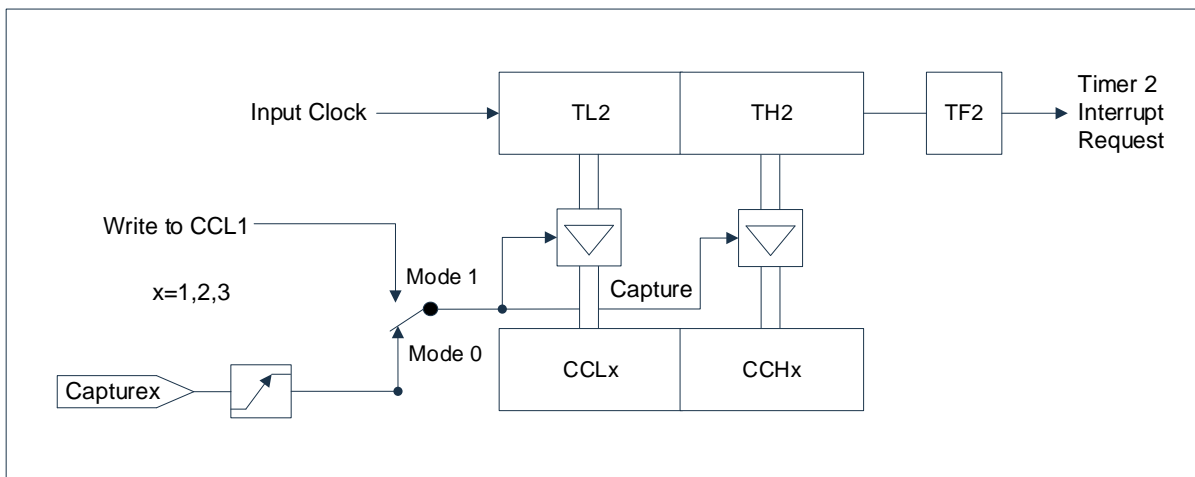 Input Clock
TL2
TH2
TF2
Timer 2
Interrupt
Request
Write to CCL1
x=1,2,3
Mode 1
Capture
Mode 0
Capturex
CCLx
CCHx